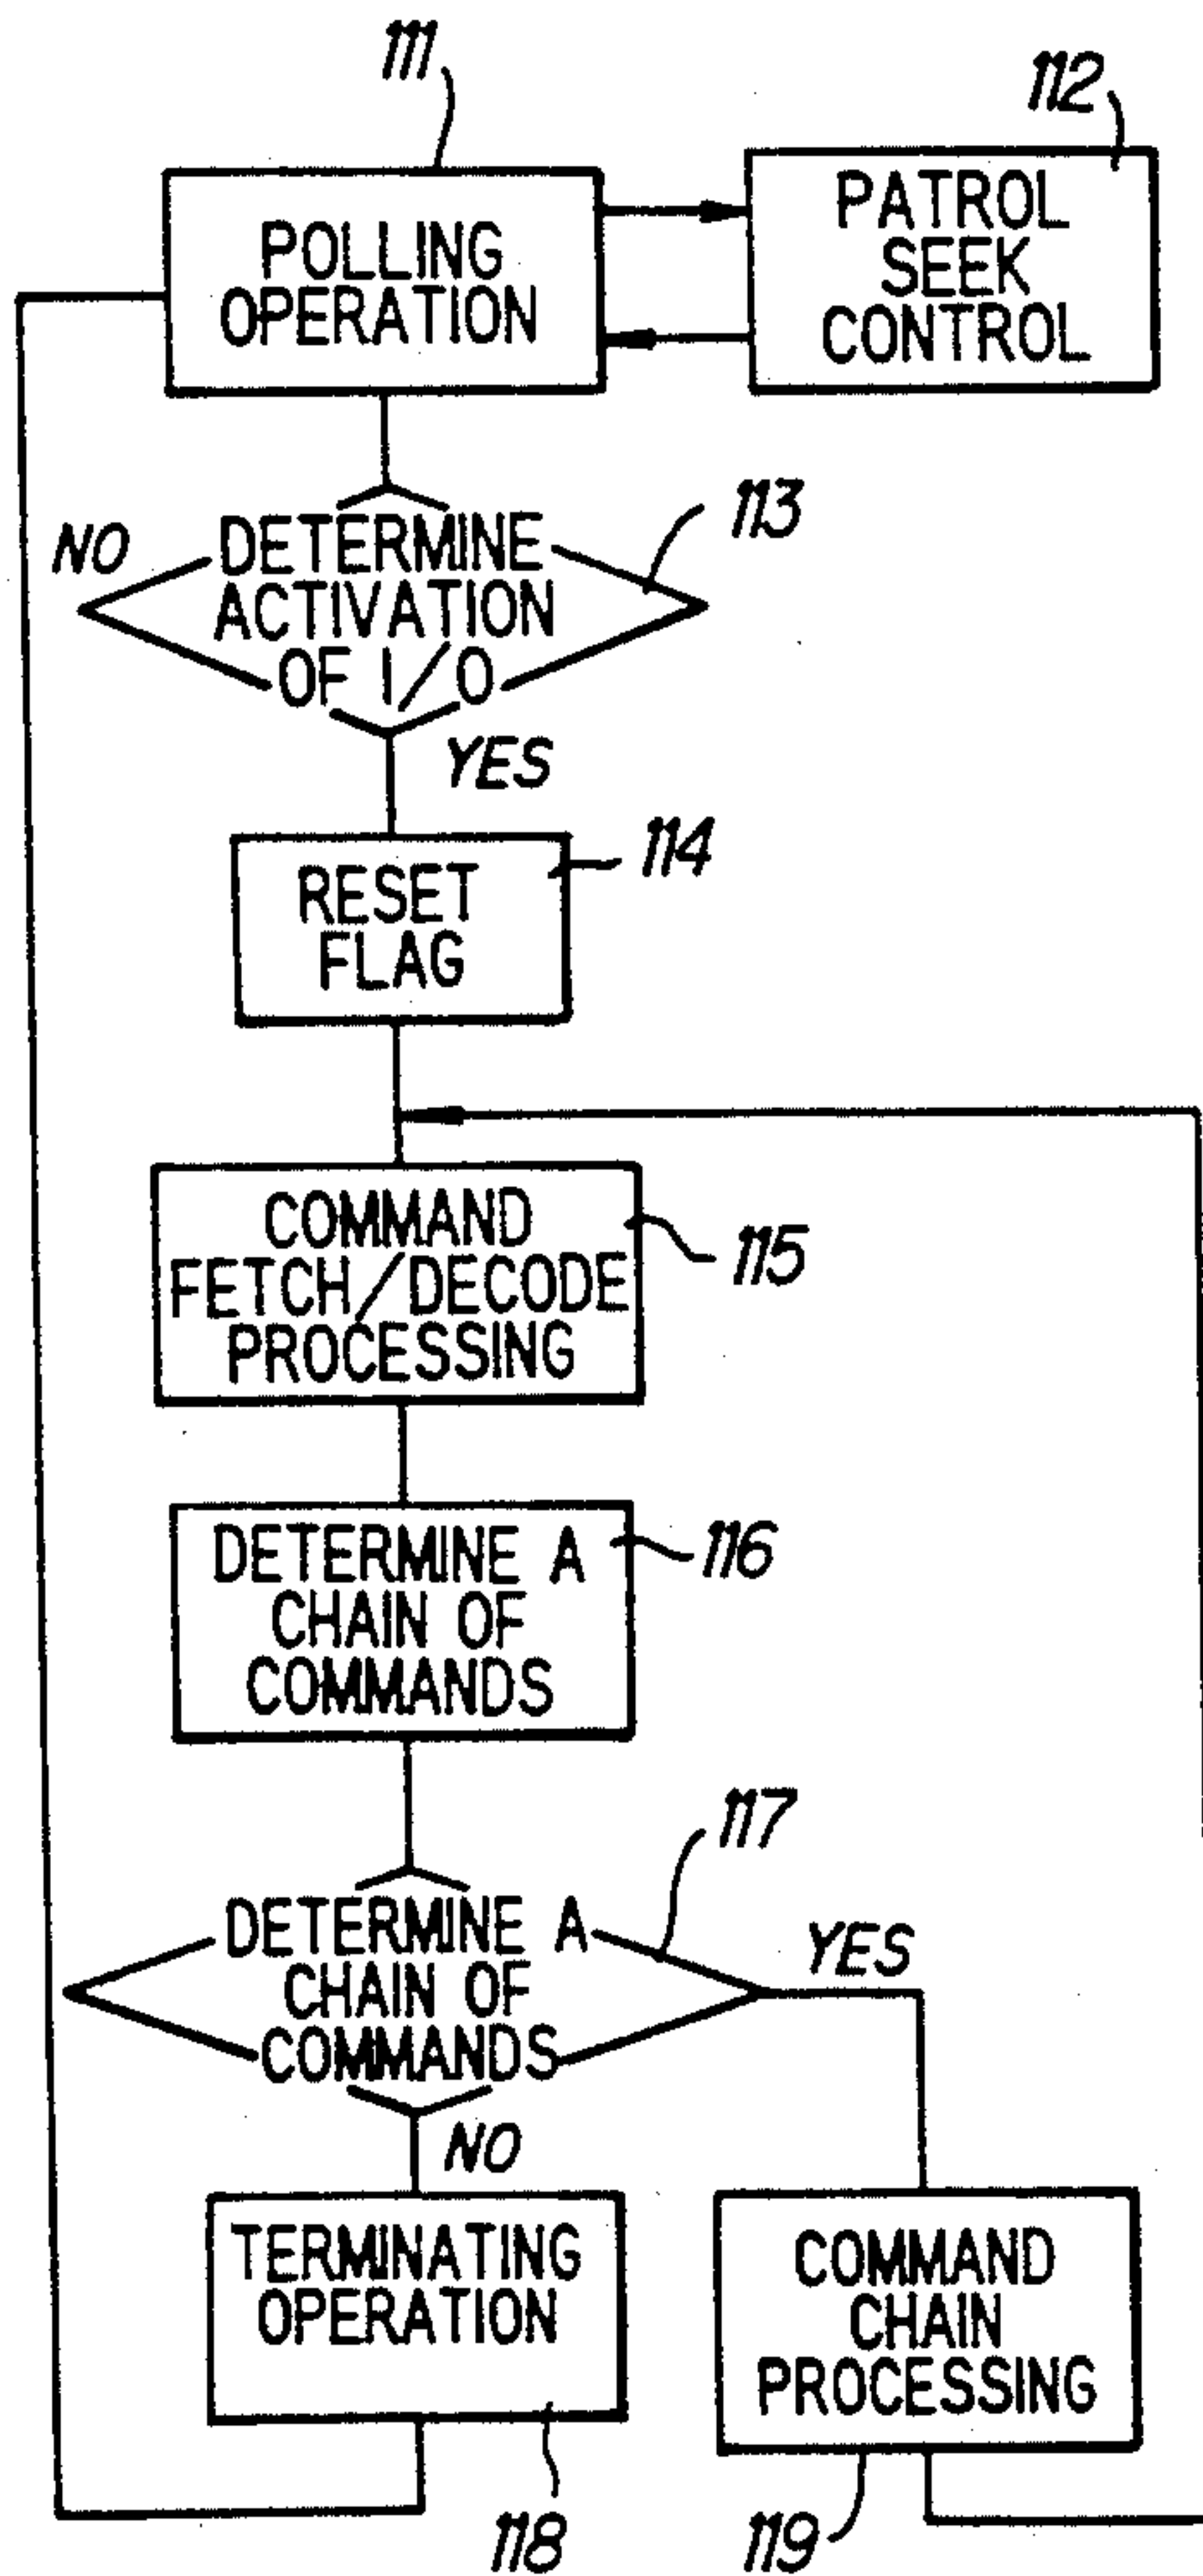 111
112
POLLING
OPERATION
PATROL
SEEK
CONTROL
NO
DETERMINE
ACTIVATION
OF I/O
113
YES
114
RESET
FLAG
COMMAND
FETCH/DECODE
PROCESSING
115
DETERMINE A
CHAIN OF
COMMANDS
116
117
DETERMINE A
CHAIN OF
COMMANDS
YES
NO
TERMINATING
OPERATION
COMMAND
CHAIN
PROCESSING
118
119